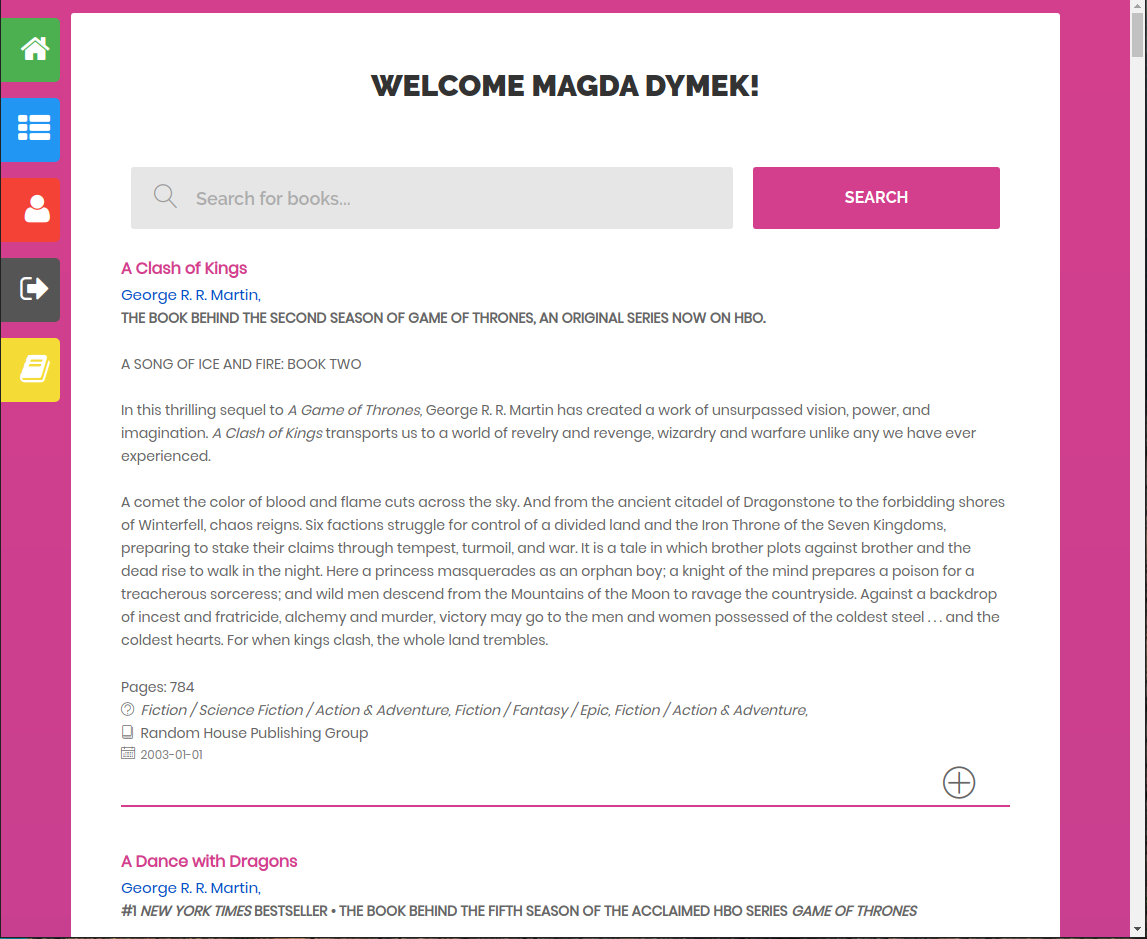 WELCOME MAGDA DYMEK!
Search for books...
SEARCH
A Clash of Kings
George R. R. Martin,
THE BOOK BEHIND THE SECOND SEASON OF GAME OF THRONES, AN ORIGINAL SERIES NOW ON HBO.
A SONG OF ICE AND FIRE: BOOK TWO
In this thrilling sequel to A Game of Thrones, George R. R. Martin has created a work of unsurpassed vision, power, and
imagination. A Clash of Kings transports us to a world of revelry and revenge, wizardry and warfare unlike any we have ever
experienced.
A comet the color of blood and flame cuts across the sky. And from the ancient citadel of Dragonstone to the forbidding shores
of Winterfell, chaos reigns. Six factions struggle for control of a divided land and the Iron Throne of the Seven Kingdoms,
preparing to stake their claims through tempest, turmoil, and war. It is a tale in which brother plots against brother and the
dead rise to walk in the night. Here a princess masquerades as an orphan boy; a knight of the mind prepares a poison for a
treacherous sorceress; and wild men descend from the Mountains of the Moon to ravage the countryside. Against a backdrop
of incest and fratricide, alchemy and murder, victory may go to the men and women possessed of the coldest steel . . . and the
coldest hearts. For when kings clash, the whole land trembles.
Pages: 784
Fiction / Science Fiction / Action & Adventure, Fiction / Fantasy / Epic, Fiction / Action & Adventure,
Random House Publishing Group
2003-01-01
A Dance with Dragons
George R. R. Martin,
#1 NEW YORK TIMES BESTSELLER • THE BOOK BEHIND THE FIFTH SEASON OF THE ACCLAIMED HBO SERIES GAME OF THRONES